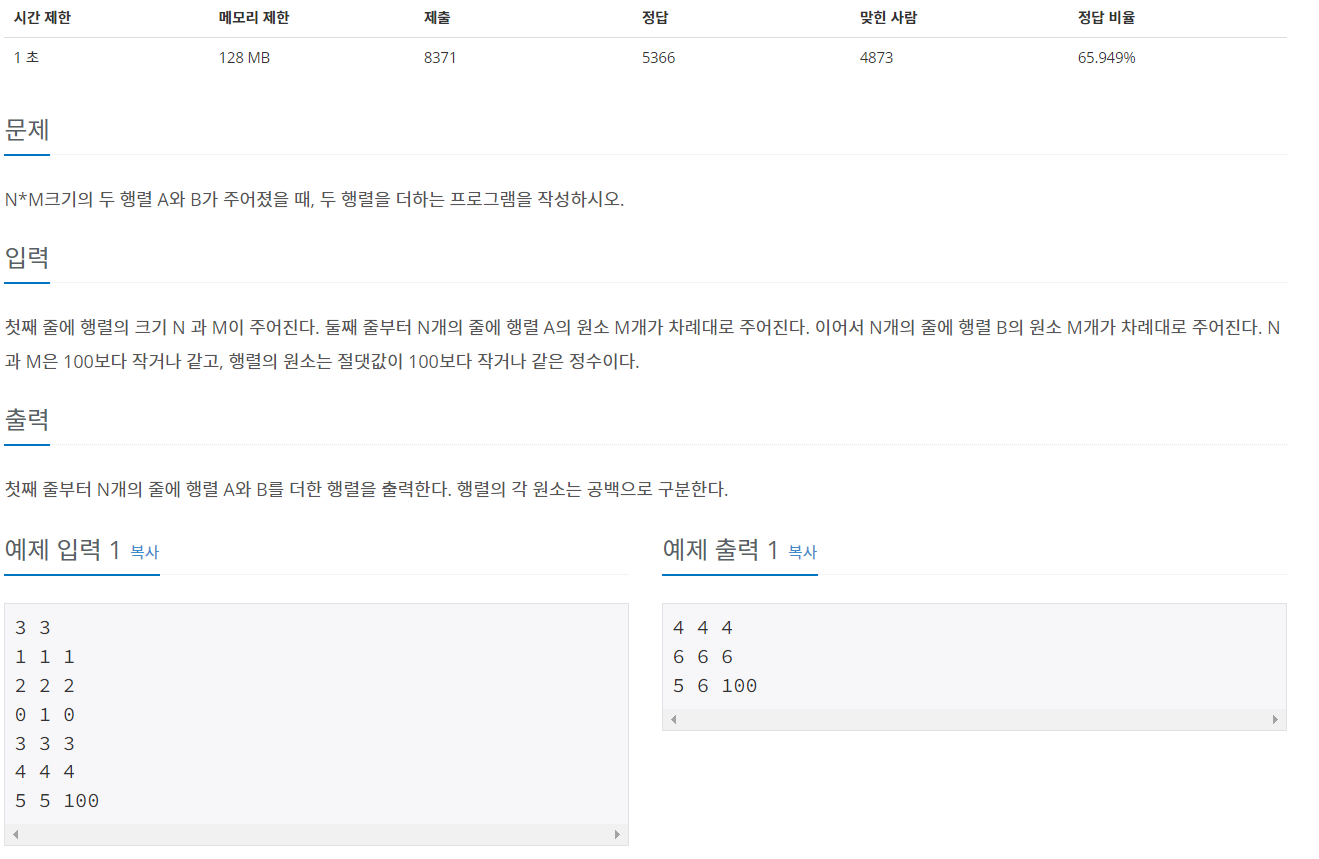 시간 제한 메모리 제한 제출 정답 맞힌 사람 정답 비율
1 초 128 MB 8371 5366 4873 65.949%
문제
N*M크기의 두 행렬 A와 B가 주어졌을 때, 두 행렬을 더하는 프로그램을 작성하시오.
입력
첫째 줄에 행렬의 크기 N 과 M이 주어진다. 둘째 줄부터 N개의 줄에 행렬 A의 원소 M개가 차례대로 주어진다. 이어서 N개의 줄에 행렬 B의 원소 M개가 차례대로 주어진다. N
과 M은 100보다 작거나 같고, 행렬의 원소는 절댓값이 100보다 작거나 같은 정수이다.
출력
첫째 줄부터 N개의 줄에 행렬 A와 B를 더한 행렬을 출력한다. 행렬의 각 원소는 공백으로 구분한다.
예제 입력 1 복사
3 3
1 1 1
2 2 2
0 1 0
3 3 3
4 4 4
5 5 100
예제 출력 1 복사
4 4 4
6 6 6
5 6 100